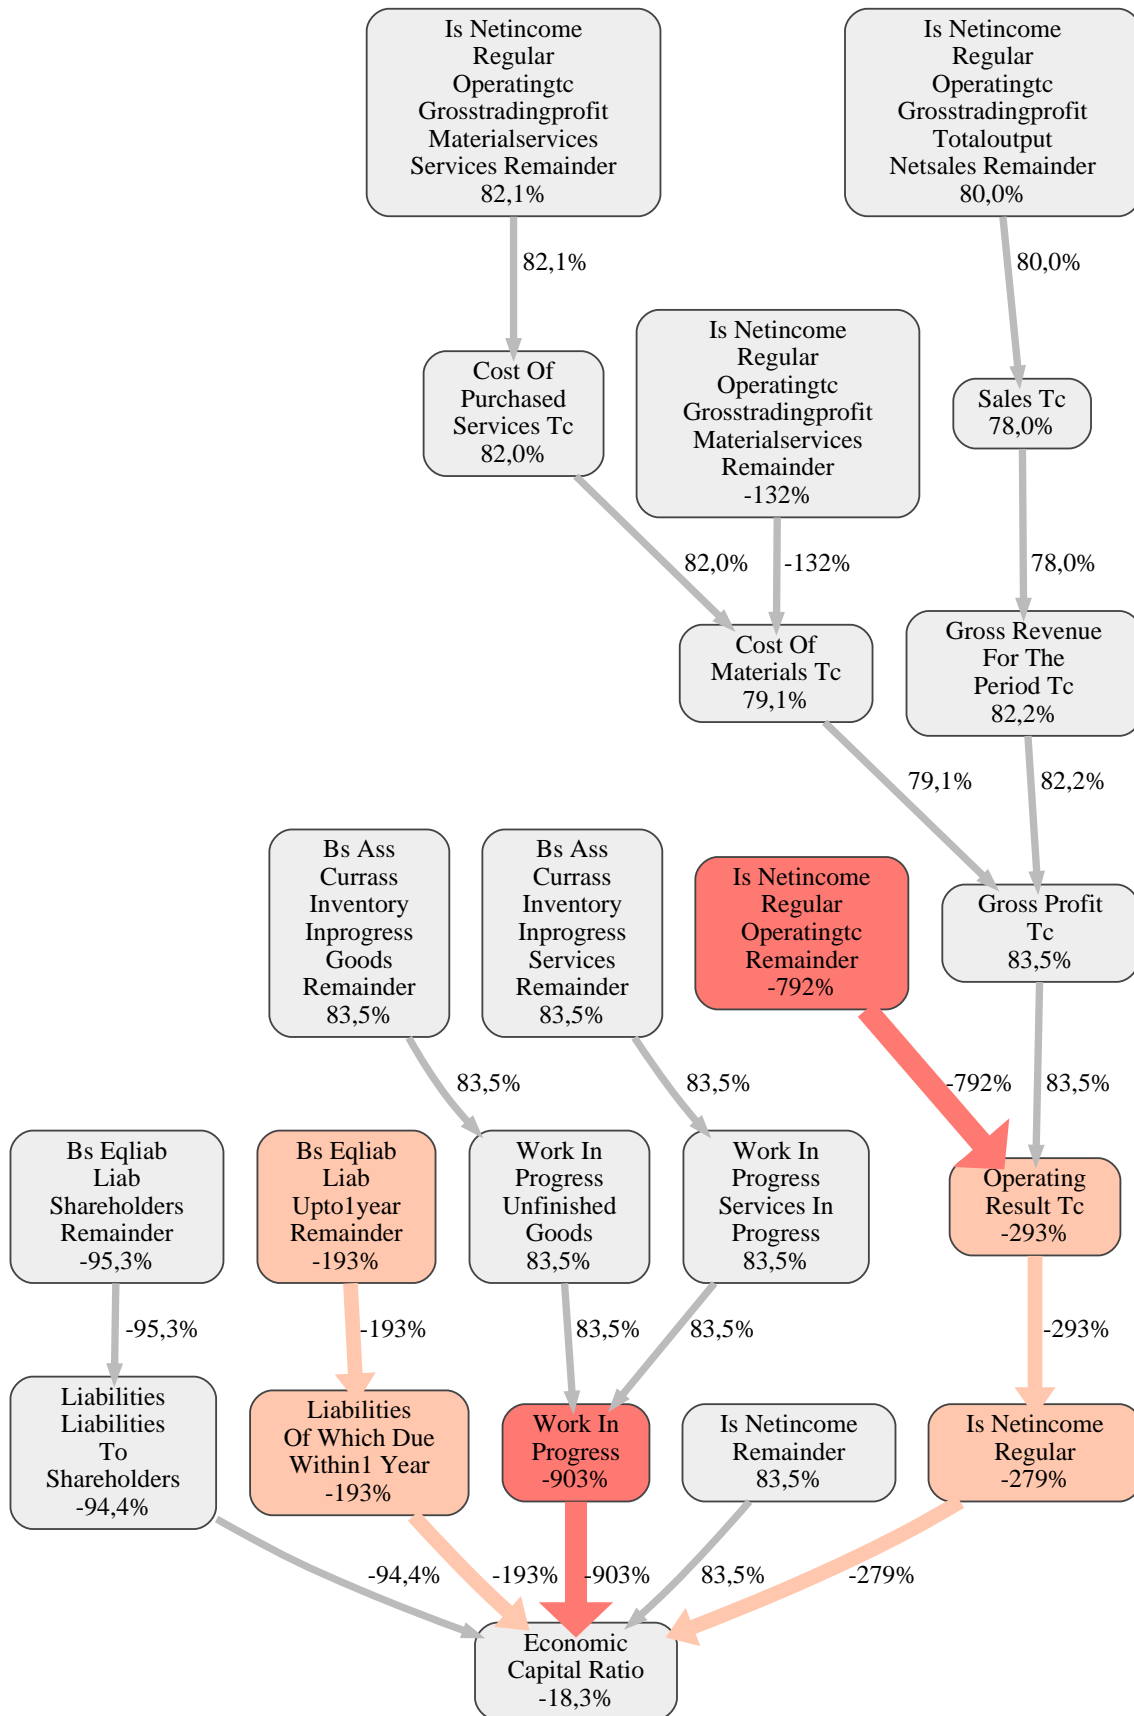 Is Netincome
Regular
Operatingtc
Grosstradingprofit
Materialservices
Services Remainder
82,1%
Is Netincome
Regular
Operatingtc
Grosstradingprofit
Totaloutput
Netsales Remainder
80,0%
82,1%
80,0%
Cost Of
Purchased
Services Tc
82,0%
Is Netincome
Regular
Operatingtc
Grosstradingprofit
Materialservices
Remainder
-132%
Sales Tc
78,0%
82,0%
-132%
78,0%
Cost Of
Materials Tc
79,1%
Gross Revenue
For The
Period Tc
82,2%
79,1%
82,2%
Bs Ass
Currass
Inventory
Inprogress
Goods
Remainder
83,5%
Bs Ass
Currass
Inventory
Inprogress
Services
Remainder
83,5%
Is Netincome
Regular
Operatingtc
Remainder
-792%
Gross Profit
Tc
83,5%
83,5%
83,5%
-792%
83,5%
Bs Eqliab
Liab
Shareholders
Remainder
-95,3%
Bs Eqliab
Liab
Upto1year
Remainder
-193%
Work In
Progress
Unfinished
Goods
83,5%
Work In
Progress
Services In
Progress
83,5%
Operating
Result Tc
-293%
-95,3%
-193%
83,5%
83,5%
-293%
Liabilities
Liabilities
To
Shareholders
-94,4%
Liabilities
Of Which Due
Within1 Year
-193%
Work In
Progress
-903%
Is Netincome
Remainder
83,5%
Is Netincome
Regular
-279%
-94,4%
-193%
-903%
83,5%
-279%
Economic
Capital Ratio
-18,3%